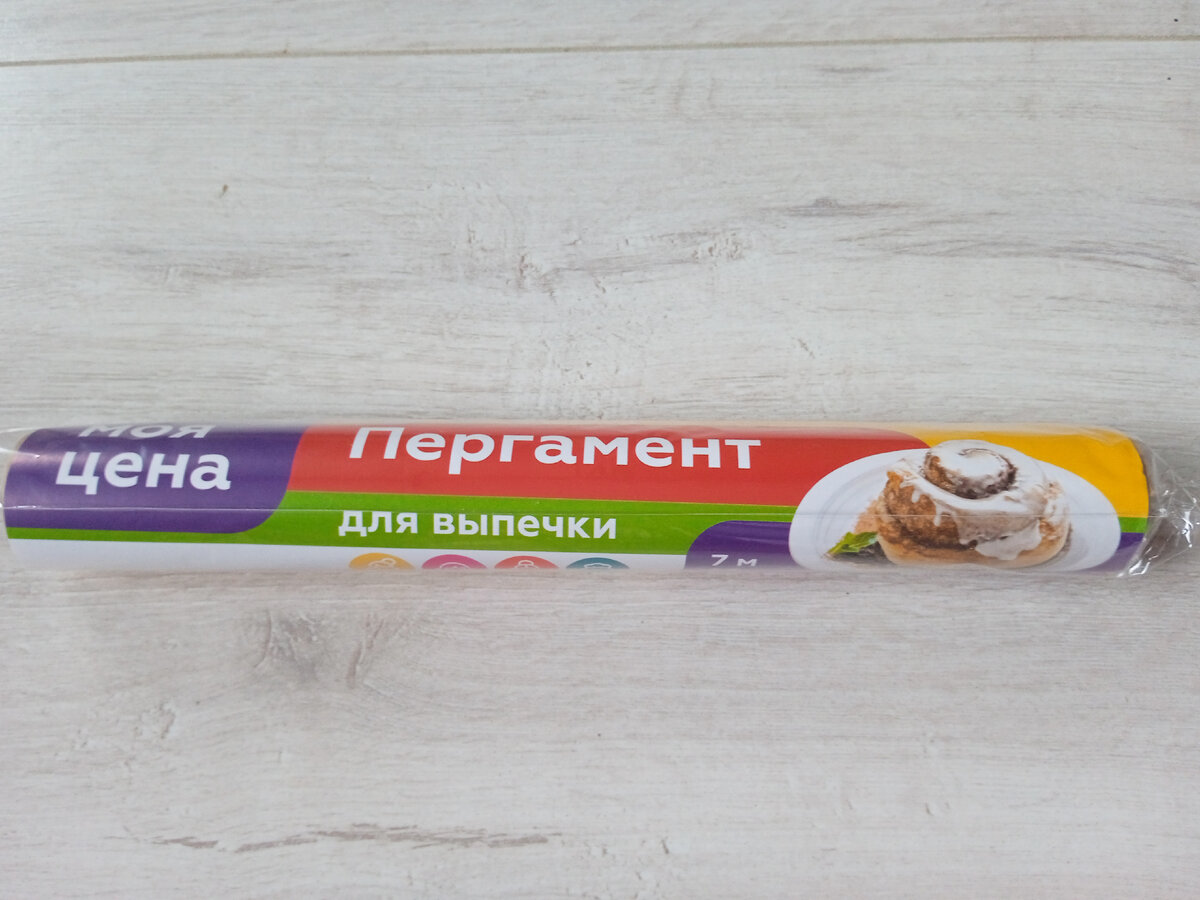 моя
цена
Пергамент
для выпечки
7 м